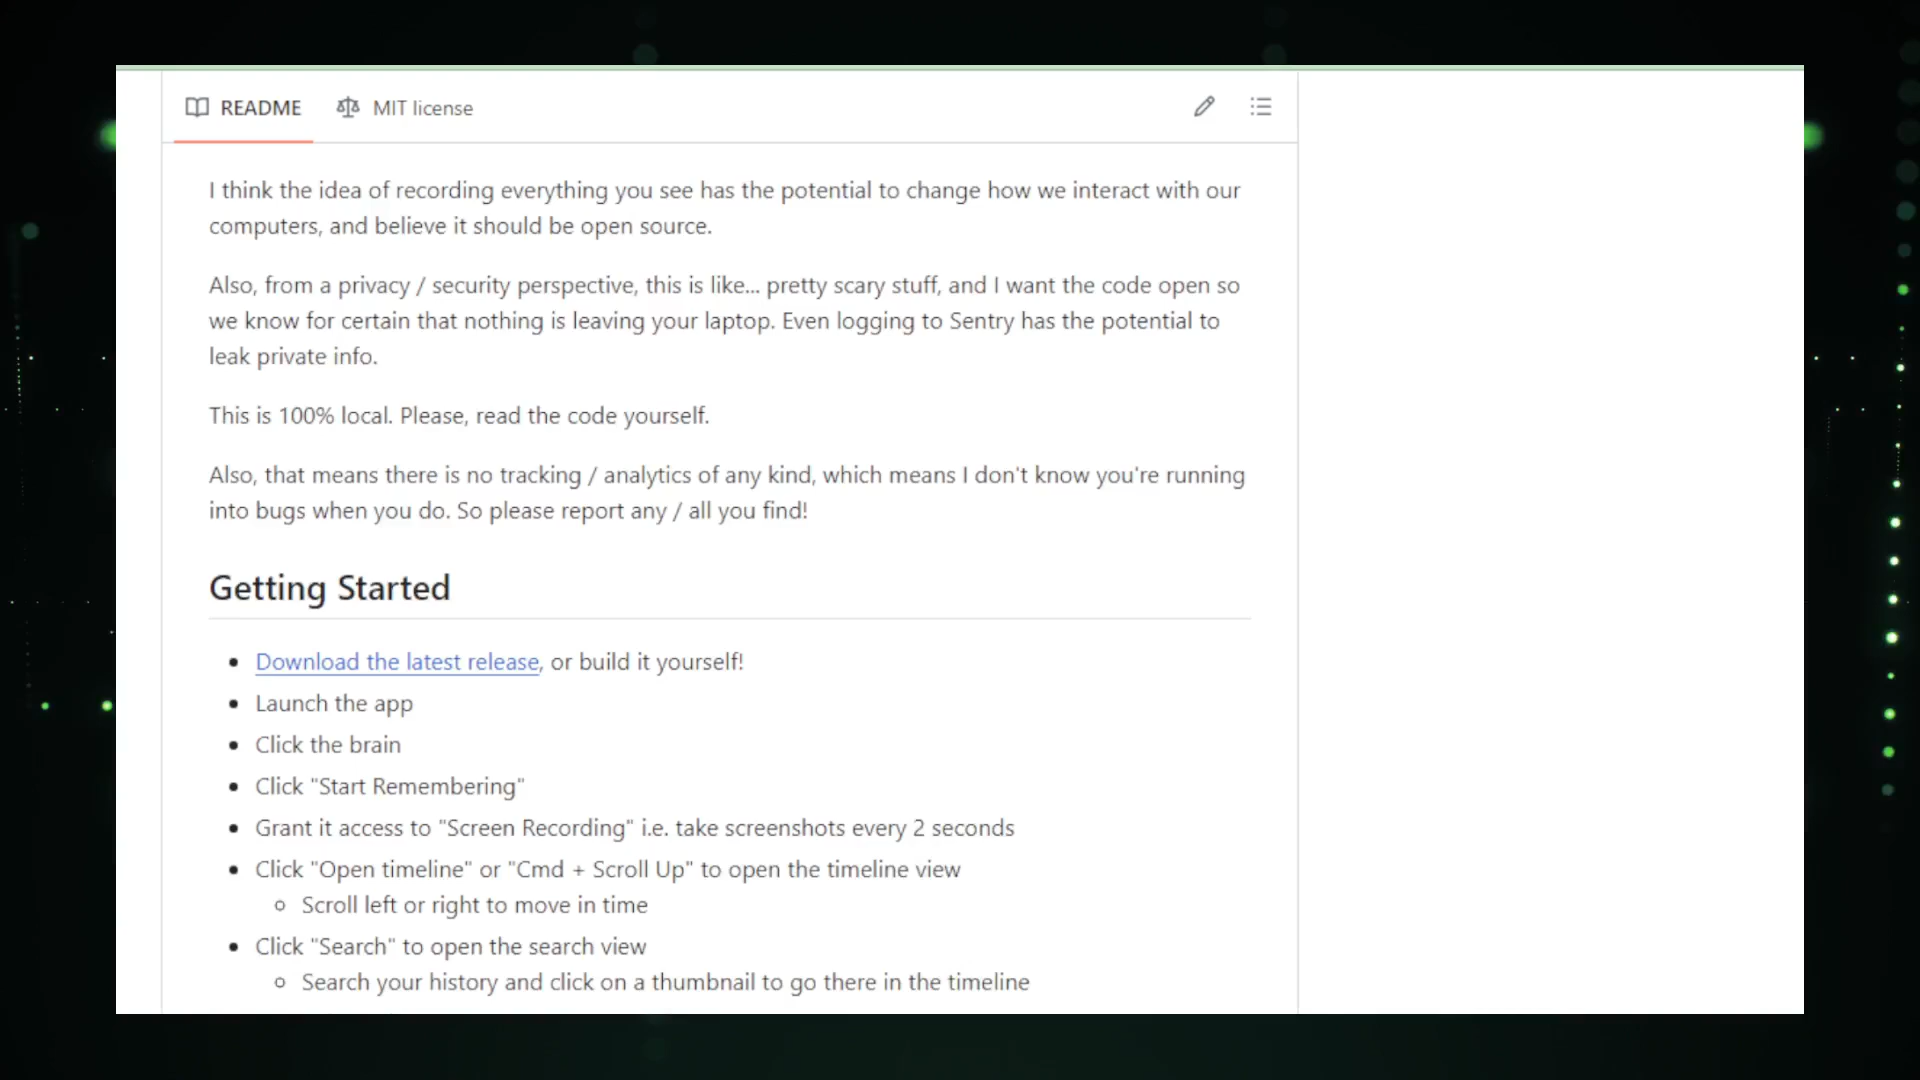 README MIT license
I think the idea of recording everything you see has the potential to change how we interact with our
computers, and believe it should be open source.
Also, from a privacy / security perspective, this is like... pretty scary stuff, and I want the code open so
we know for certain that nothing is leaving your laptop. Even logging to Sentry has the potential to
leak private info.
This is 100% local. Please, read the code yourself.
Also, that means there is no tracking / analytics of any kind, which means I don't know you're running
into bugs when you do. So please report any / all you find!
Getting Started
Download the latest release, or build it yourself!
Launch the app
Click the brain
Click "Start Remembering"
Grant it access to "Screen Recording" i.e. take screenshots every 2 seconds
Click "Open timeline" or "Cmd + Scroll Up" to open the timeline view
Scroll left or right to move in time
Click "Search" to open the search view
Search your history and click on a thumbnail to go there in the timeline